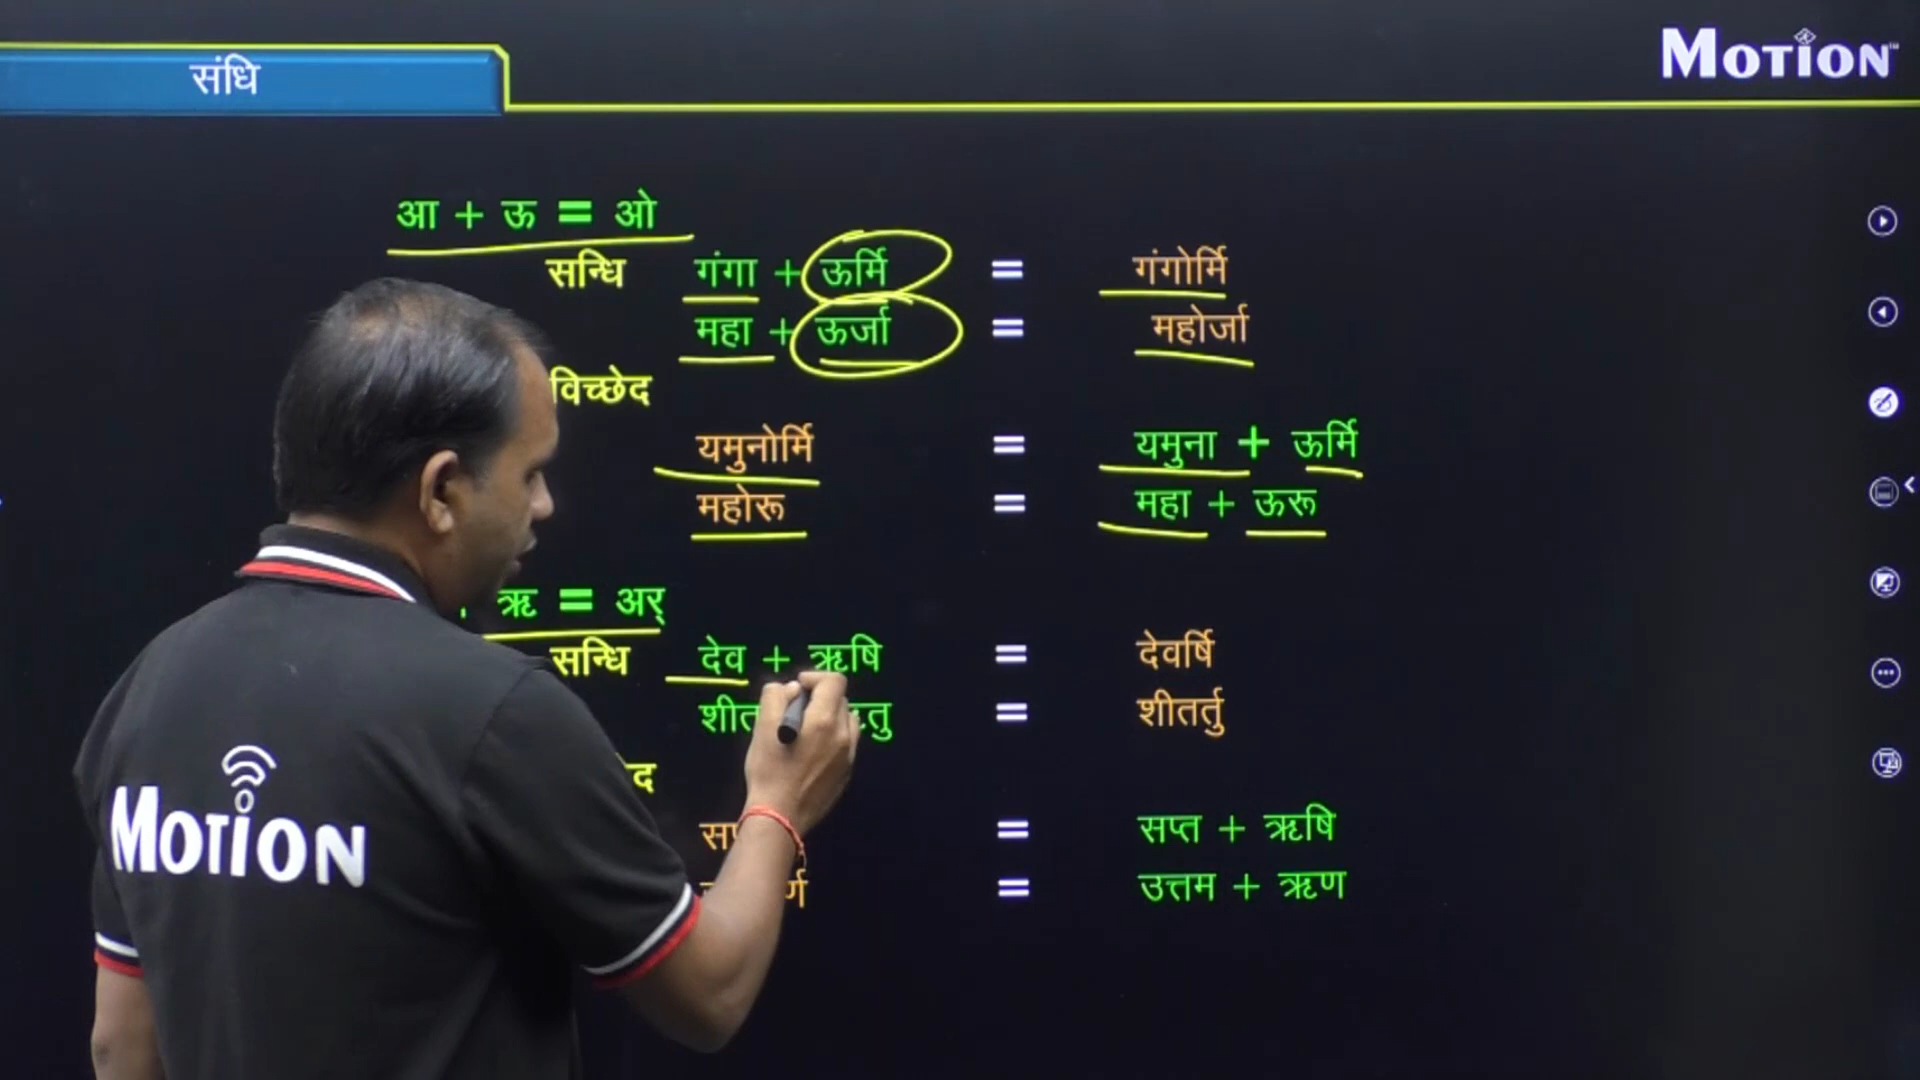 संधि
MOTION™
आ + ऊ = ओ
सन्धि गंगा + ऊर्मि = गंगोर्मि
महा + ऊर्जा = महोर्जा
विच्छेद
यमुनोर्मि = यमुना + ऊर्मि
महोरू = महा + ऊरू
ऋ = अर्
सन्धि देव + ऋषि = देवर्षि
= शीतर्तु
= सप्त + ऋषि
= उत्तम + ऋण
MOTION